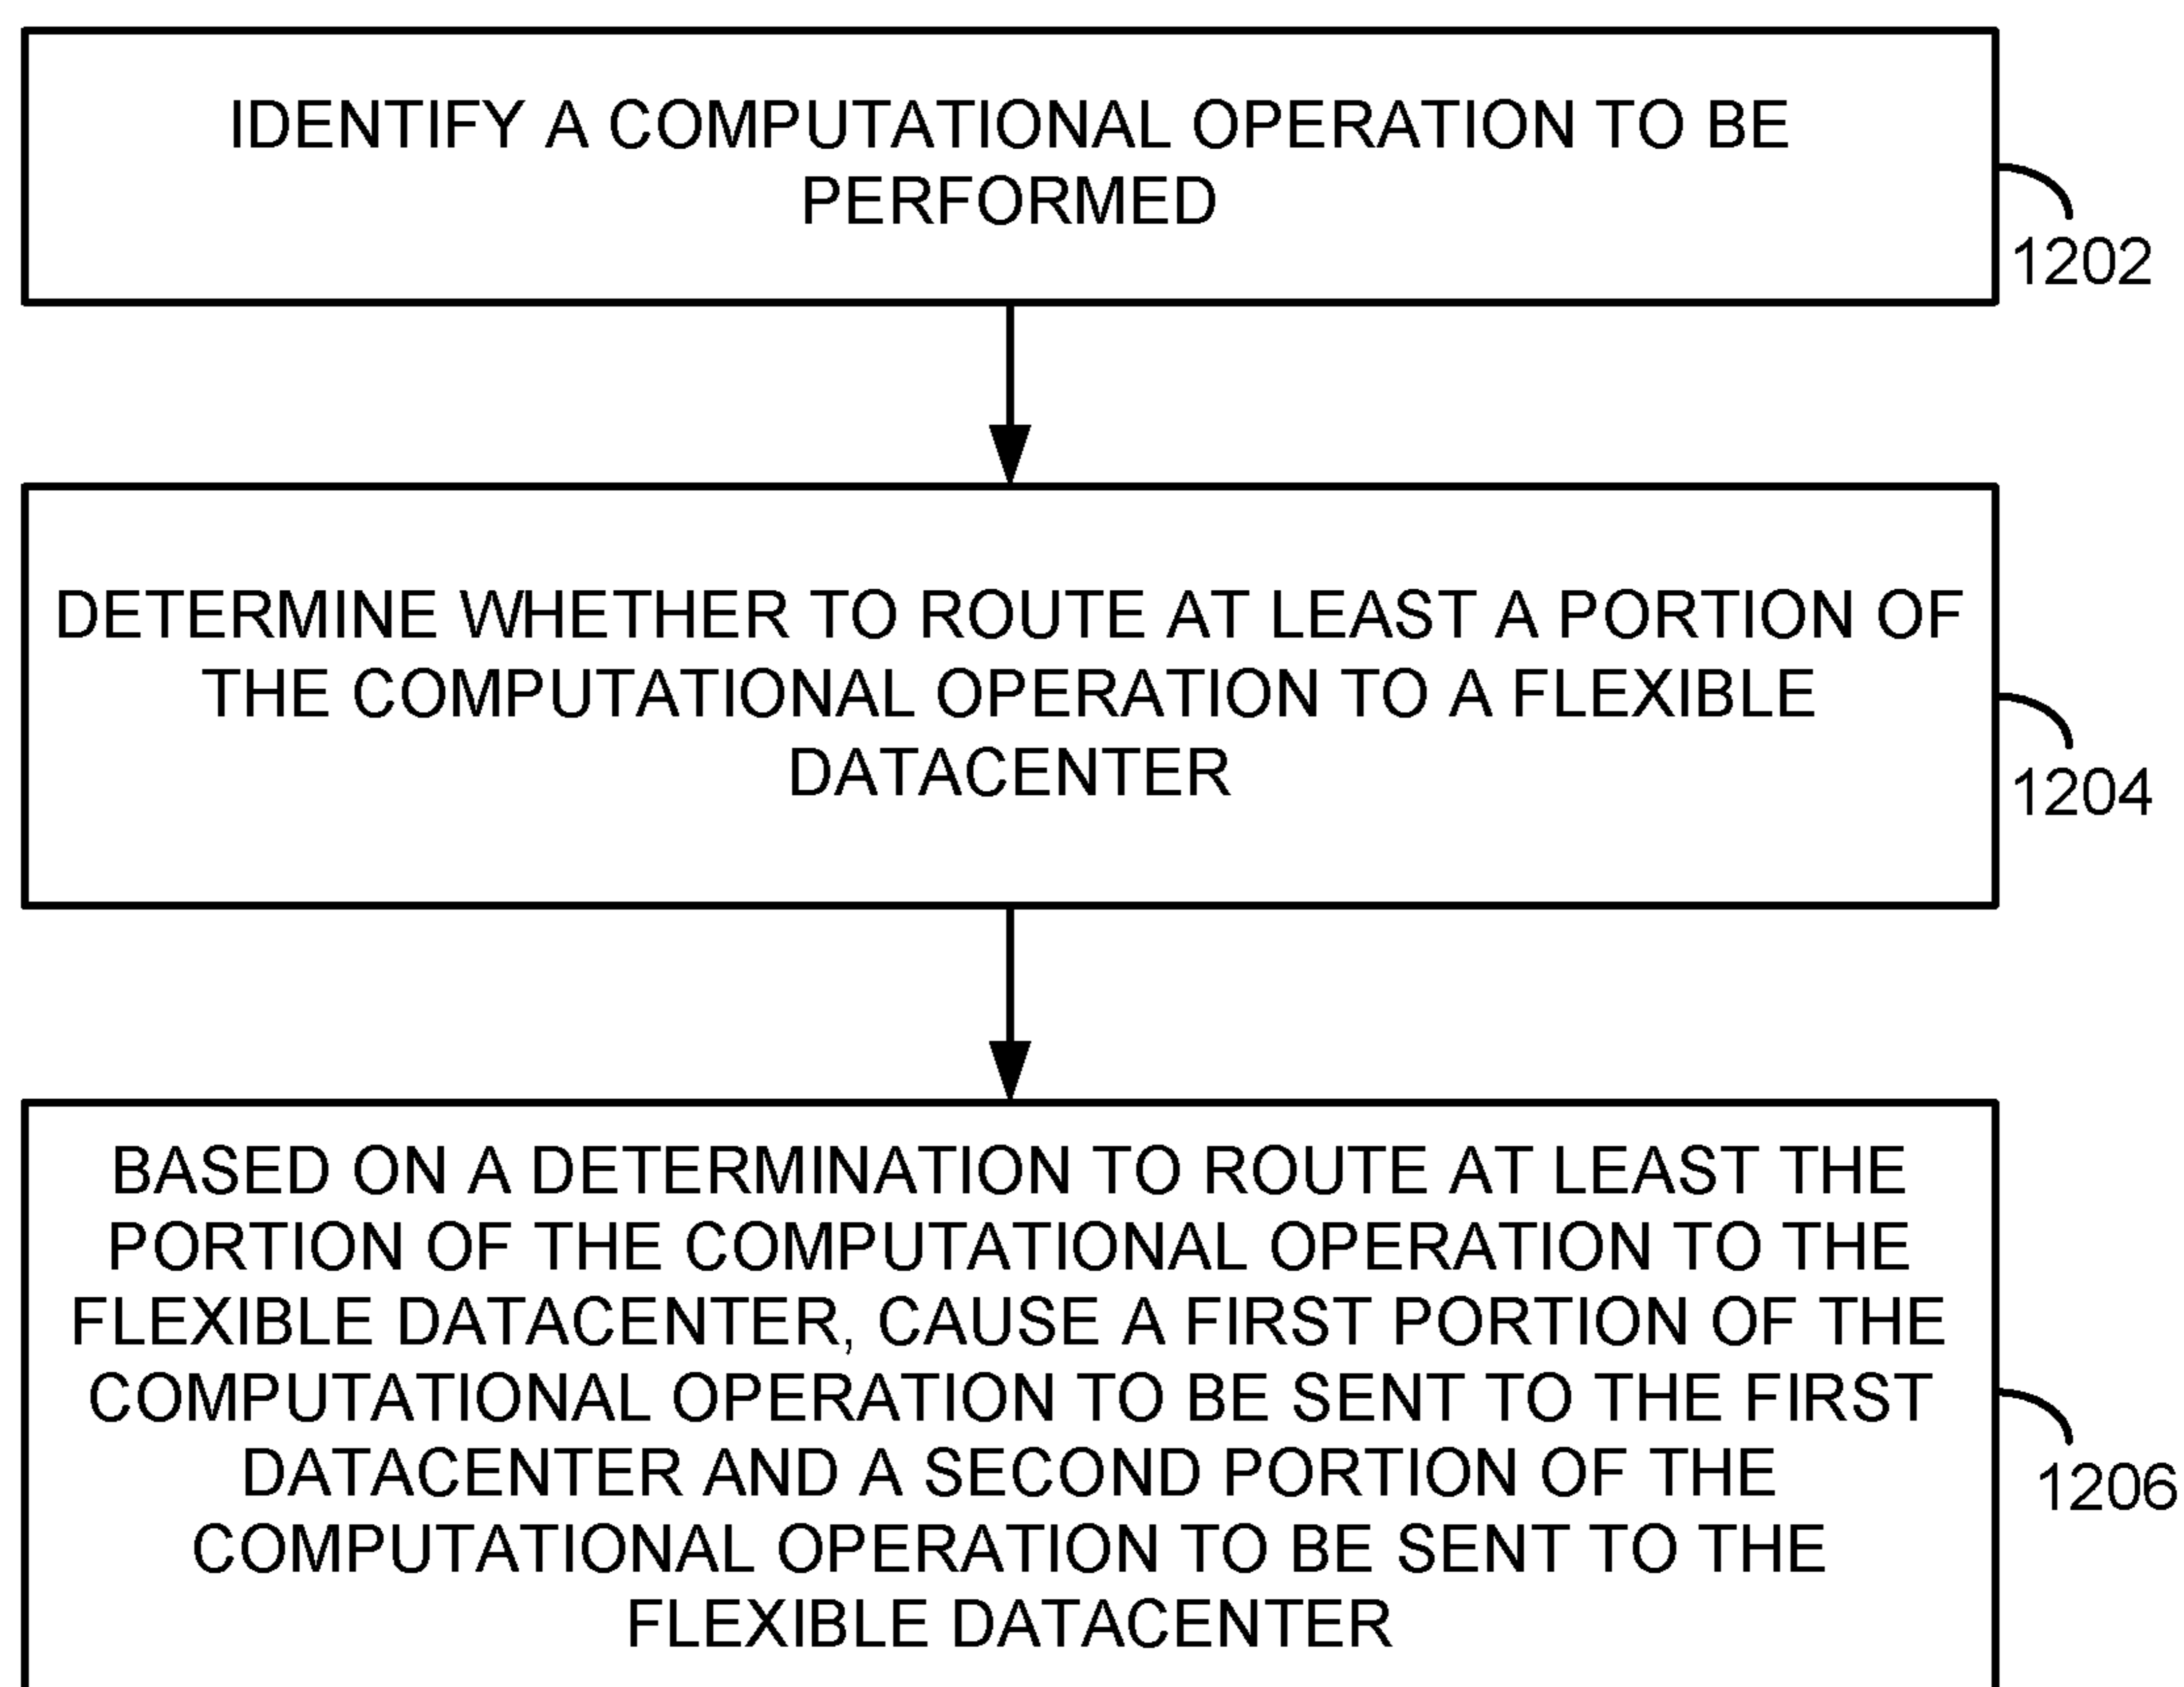 IDENTIFY A COMPUTATIONAL OPERATION TO BE
PERFORMED
1202
DETERMINE WHETHER TO ROUTE AT LEAST A PORTION OF
THE COMPUTATIONAL OPERATION TO A FLEXIBLE
DATACENTER
1204
BASED ON A DETERMINATION TO ROUTE AT LEAST THE
PORTION OF THE COMPUTATIONAL OPERATION TO THE
FLEXIBLE DATACENTER, CAUSE A FIRST PORTION OF THE
COMPUTATIONAL OPERATION TO BE SENT TO THE FIRST
DATACENTER AND A SECOND PORTION OF THE
COMPUTATIONAL OPERATION TO BE SENT TO THE
FLEXIBLE DATACENTER
1206